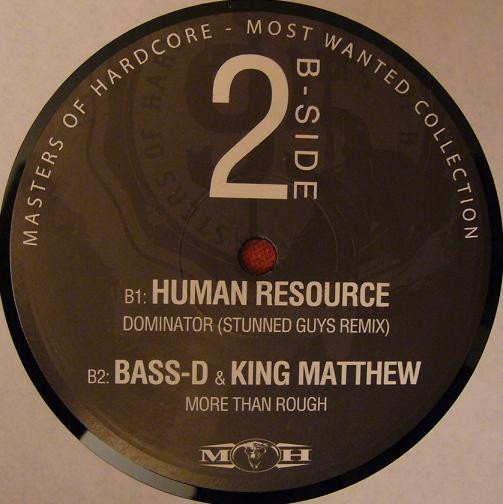 MASTERS OF HARDCORE - MOST WANTED COLLECTION
2
B-SIDE
B1: HUMAN RESOURCE
DOMINATOR (STUNNED GUYS REMIX)
B2: BASS-D & KING MATTHEW
MORE THAN ROUGH
M H